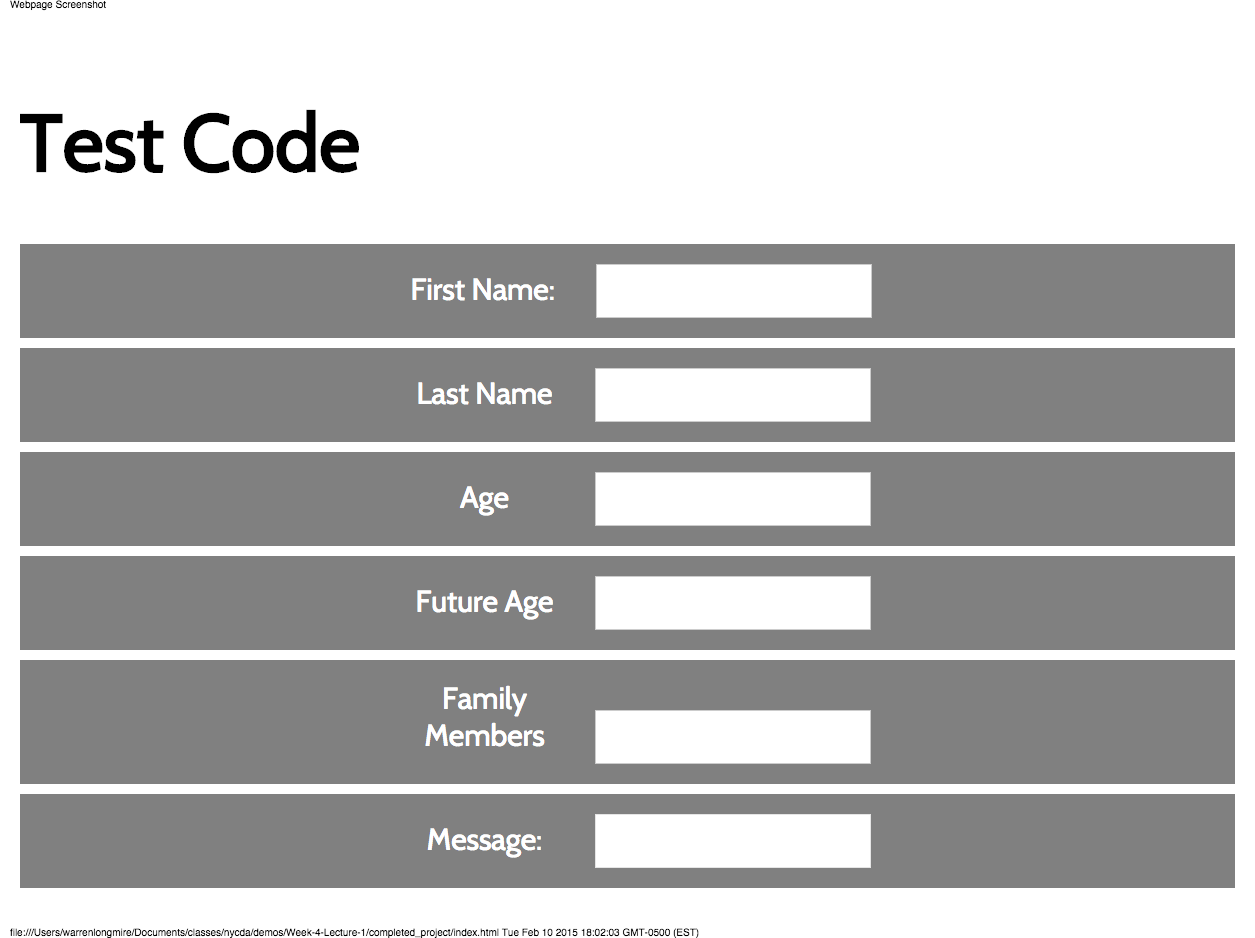 Webpage Screenshot
Test Code
First Name:
Last Name
Age
Future Age
Family
Members
Message:
file:///Users/warrenlongmire/Documents/classes/nycda/demos/Week-4-Lecture-1/completed_project/index.html Tue Feb 10 2015 18:02:03 GMT-0500 (EST)